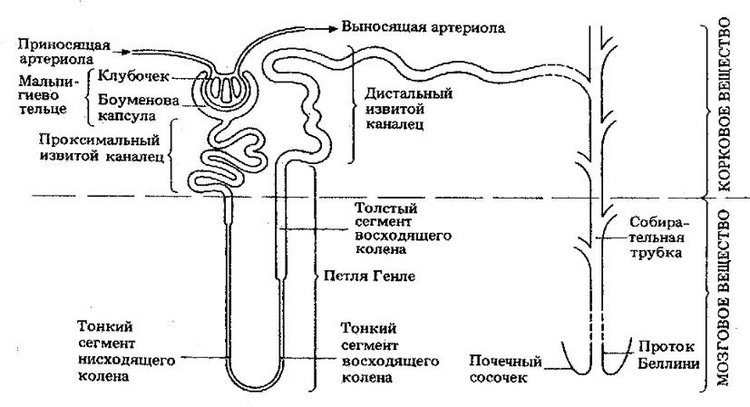 Выносящая артериола
Приносящая
артериола
Мальпи-
гиево
тельце
Клубочек
Боуменова
капсула
Проксимальный
извитой каналец
Дистальный
извитой
каналец
КОРКОВОЕ ВЕЩЕСТВО
Толстый
сегмент
восходящего
колена
Петля Генле
Собира-
тельная
трубка
МОЗГОВОЕ ВЕЩЕСТВО
Тонкий
сегмент
нисходящего
колена
Тонкий
сегмент
восходящего
колена
Почечный
сосочек
Проток
Беллини